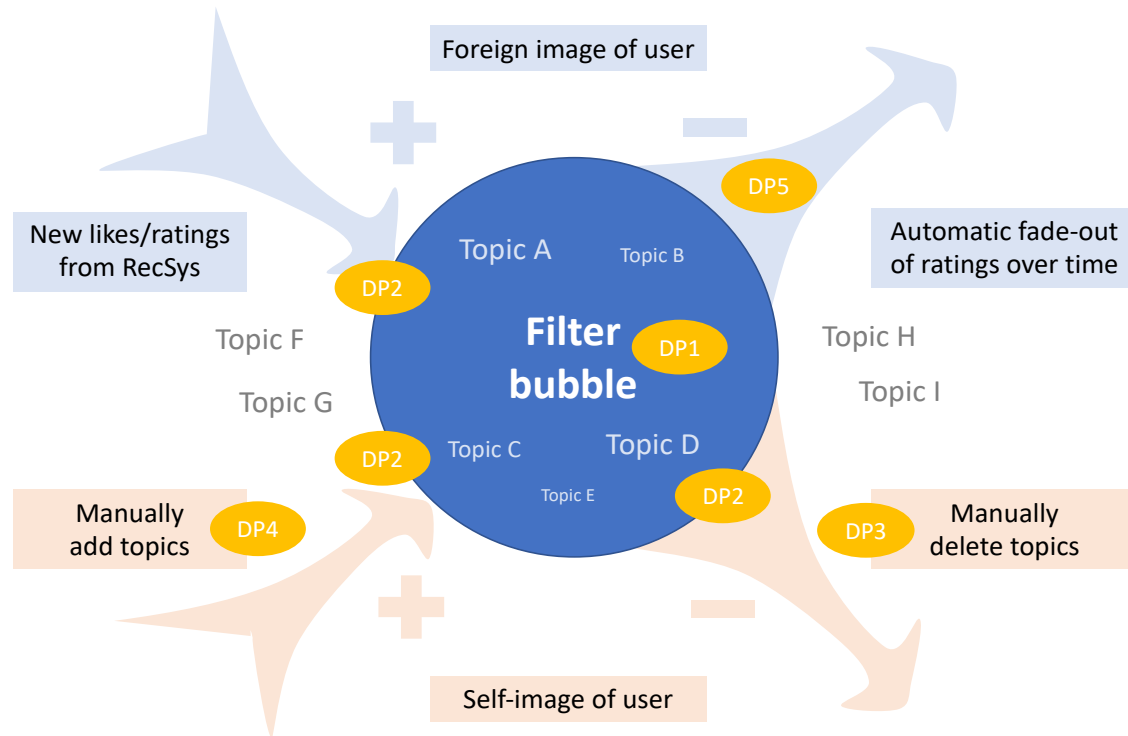 Foreign image of user
DP5
New likes/ratings
from RecSys
Automatic fade-out
of ratings over time
Topic A
Topic B
DP2
Topic F
Filter
bubble
DP1
Topic H
Topic G
Topic I
DP2
Topic C
Topic D
Topic E
DP2
Manually
add topics
DP4
DP3
Manually
delete topics
Self-image of user